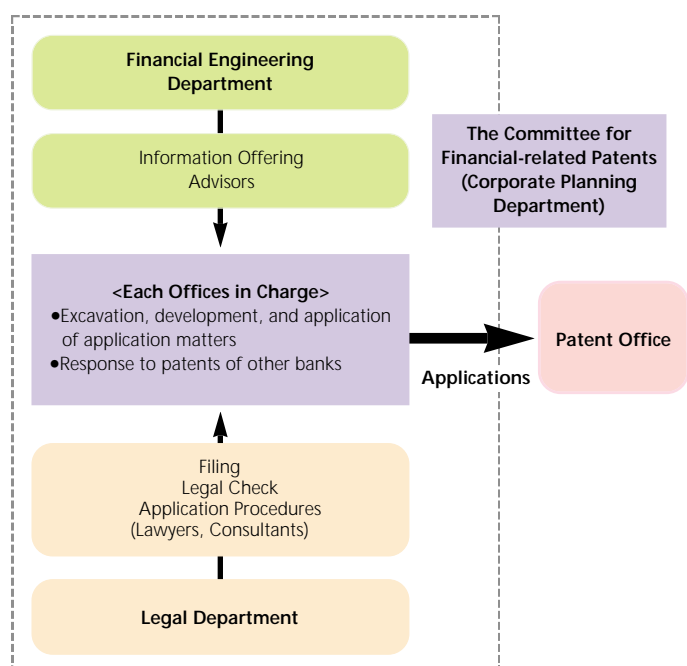 Financial Engineering
Department
Information Offering
Advisors
The Committee for
Financial-related Patents
(Corporate Planning
Department)
<Each Offices in Charge>
●Excavation, development, and application
of application matters
●Response to patents of other banks
Applications
Patent Office
Filing
Legal Check
Application Procedures
(Lawyers, Consultants)
Legal Department